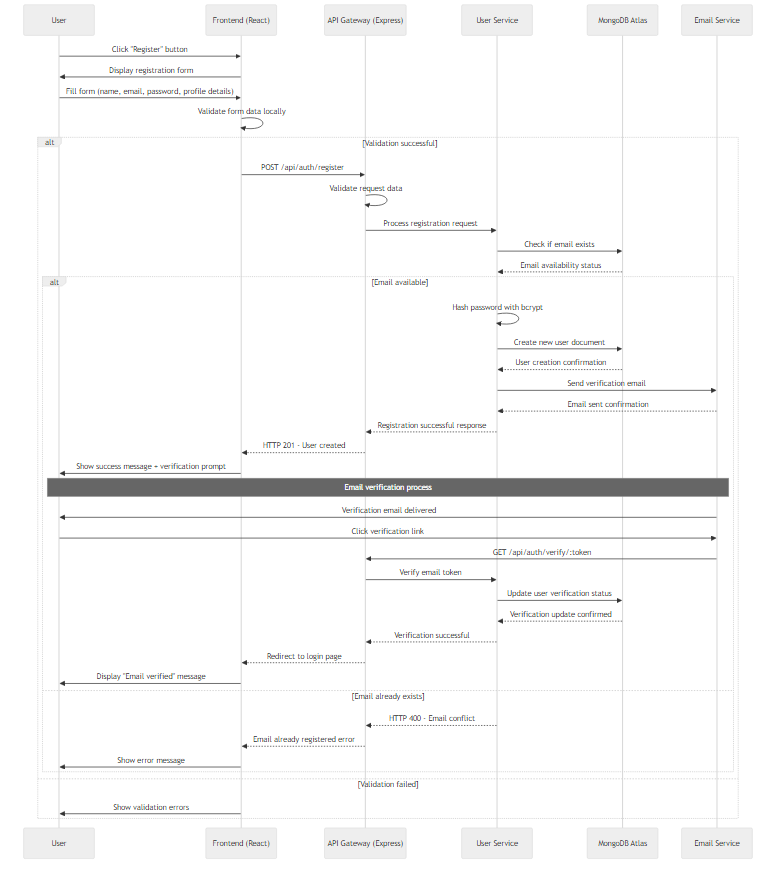 User
Frontend (React)
API Gateway (Express)
User Service
MongoDB Atlas
Email Service
Click "Register" button
Display registration form
Fill form (name, email, password, profile details)
Validate form data locally
alt
[Validation successful]
POST /api/auth/register
Validate request data
Process registration request
Check if email exists
Email availability status
alt
[Email available]
Hash password with bcrypt
Create new user document
User creation confirmation
Send verification email
Email sent confirmation
Registration successful response
HTTP 201 - User created
Show success message + verification prompt
Email verification process
Verification email delivered
Click verification link
GET /api/auth/verify/:token
Verify email token
Update user verification status
Verification update confirmed
Verification successful
Redirect to login page
Display "Email verified" message
[Email already exists]
HTTP 400 - Email conflict
Email already registered error
Show error message
[Validation failed]
Show validation errors
User
Frontend (React)
API Gateway (Express)
User Service
MongoDB Atlas
Email Service